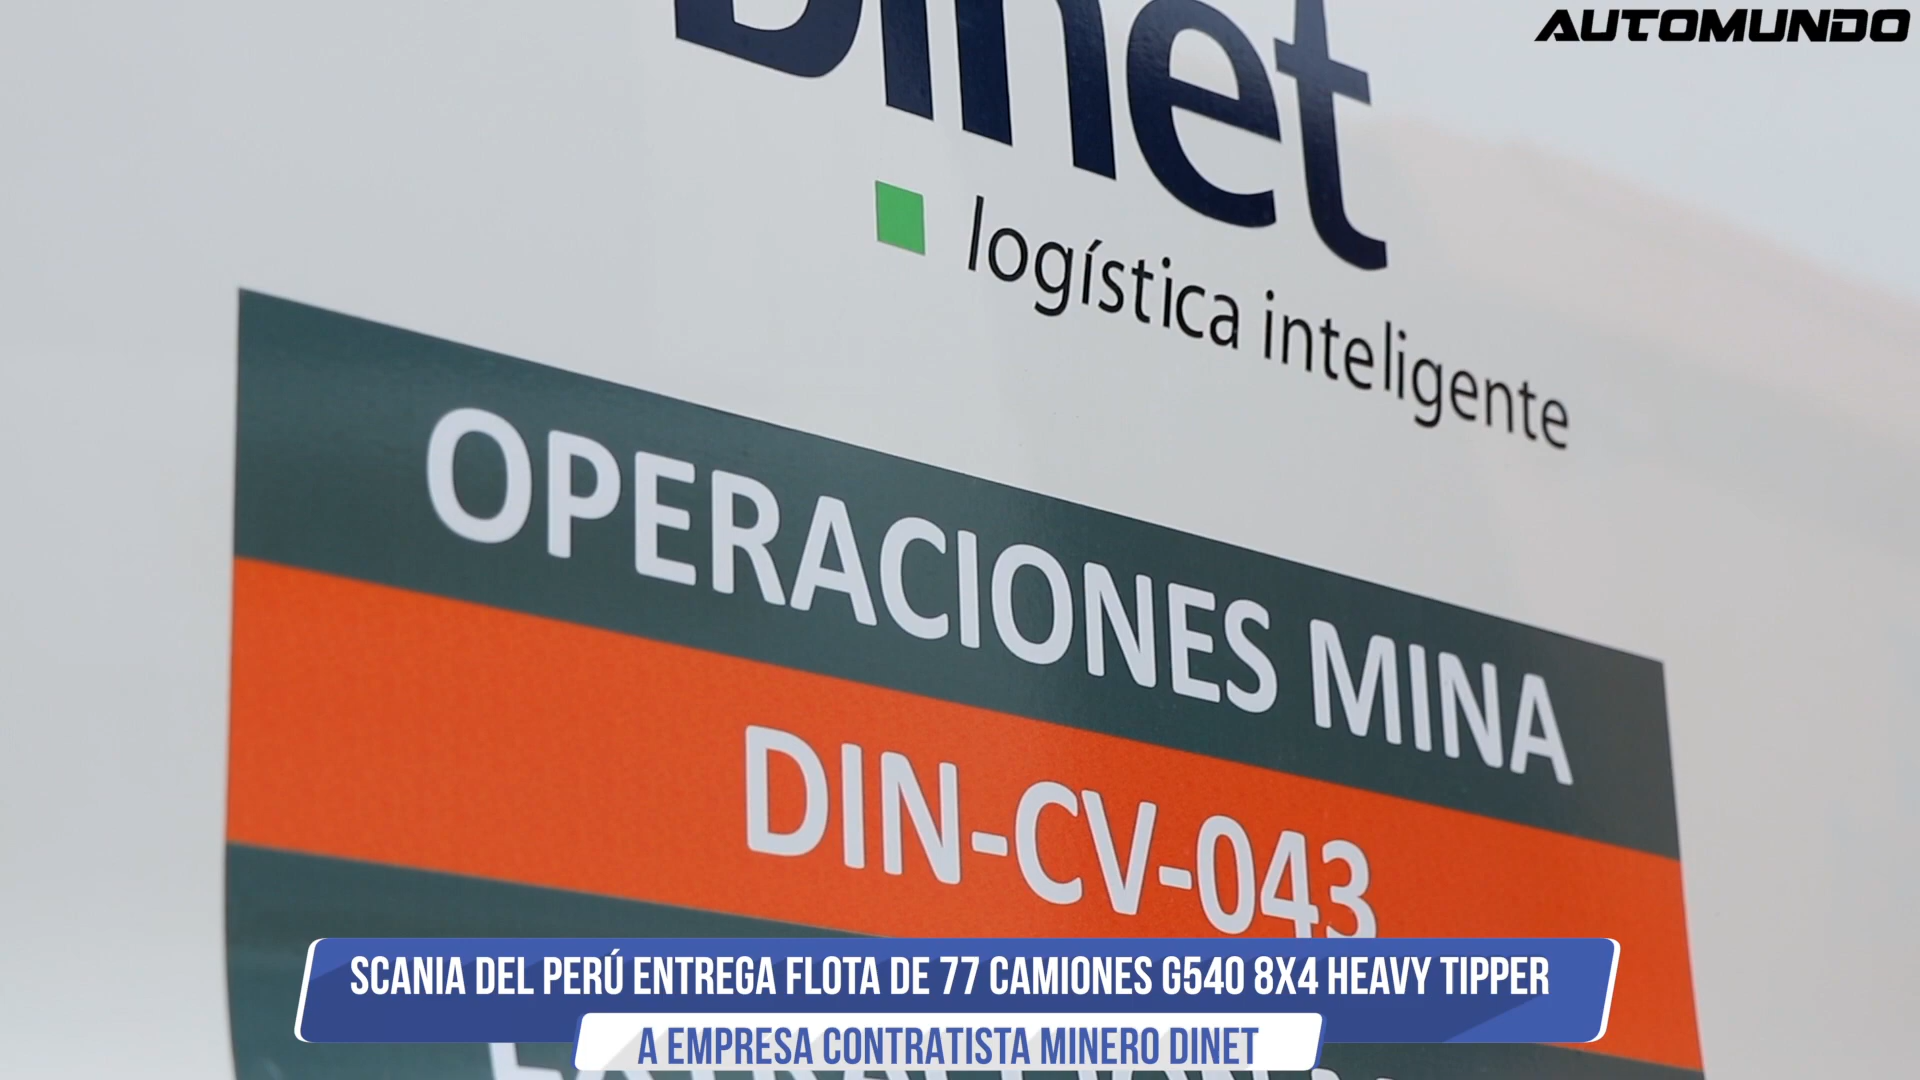 AUTOMUNDO
Dinet
logística inteligente
OPERACIONES MINA
DIN-CV-043
SCANIA DEL PERÚ ENTREGA FLOTA DE 77 CAMIONES G540 8X4 HEAVY TIPPER
A EMPRESA CONTRATISTA MINERO DINET